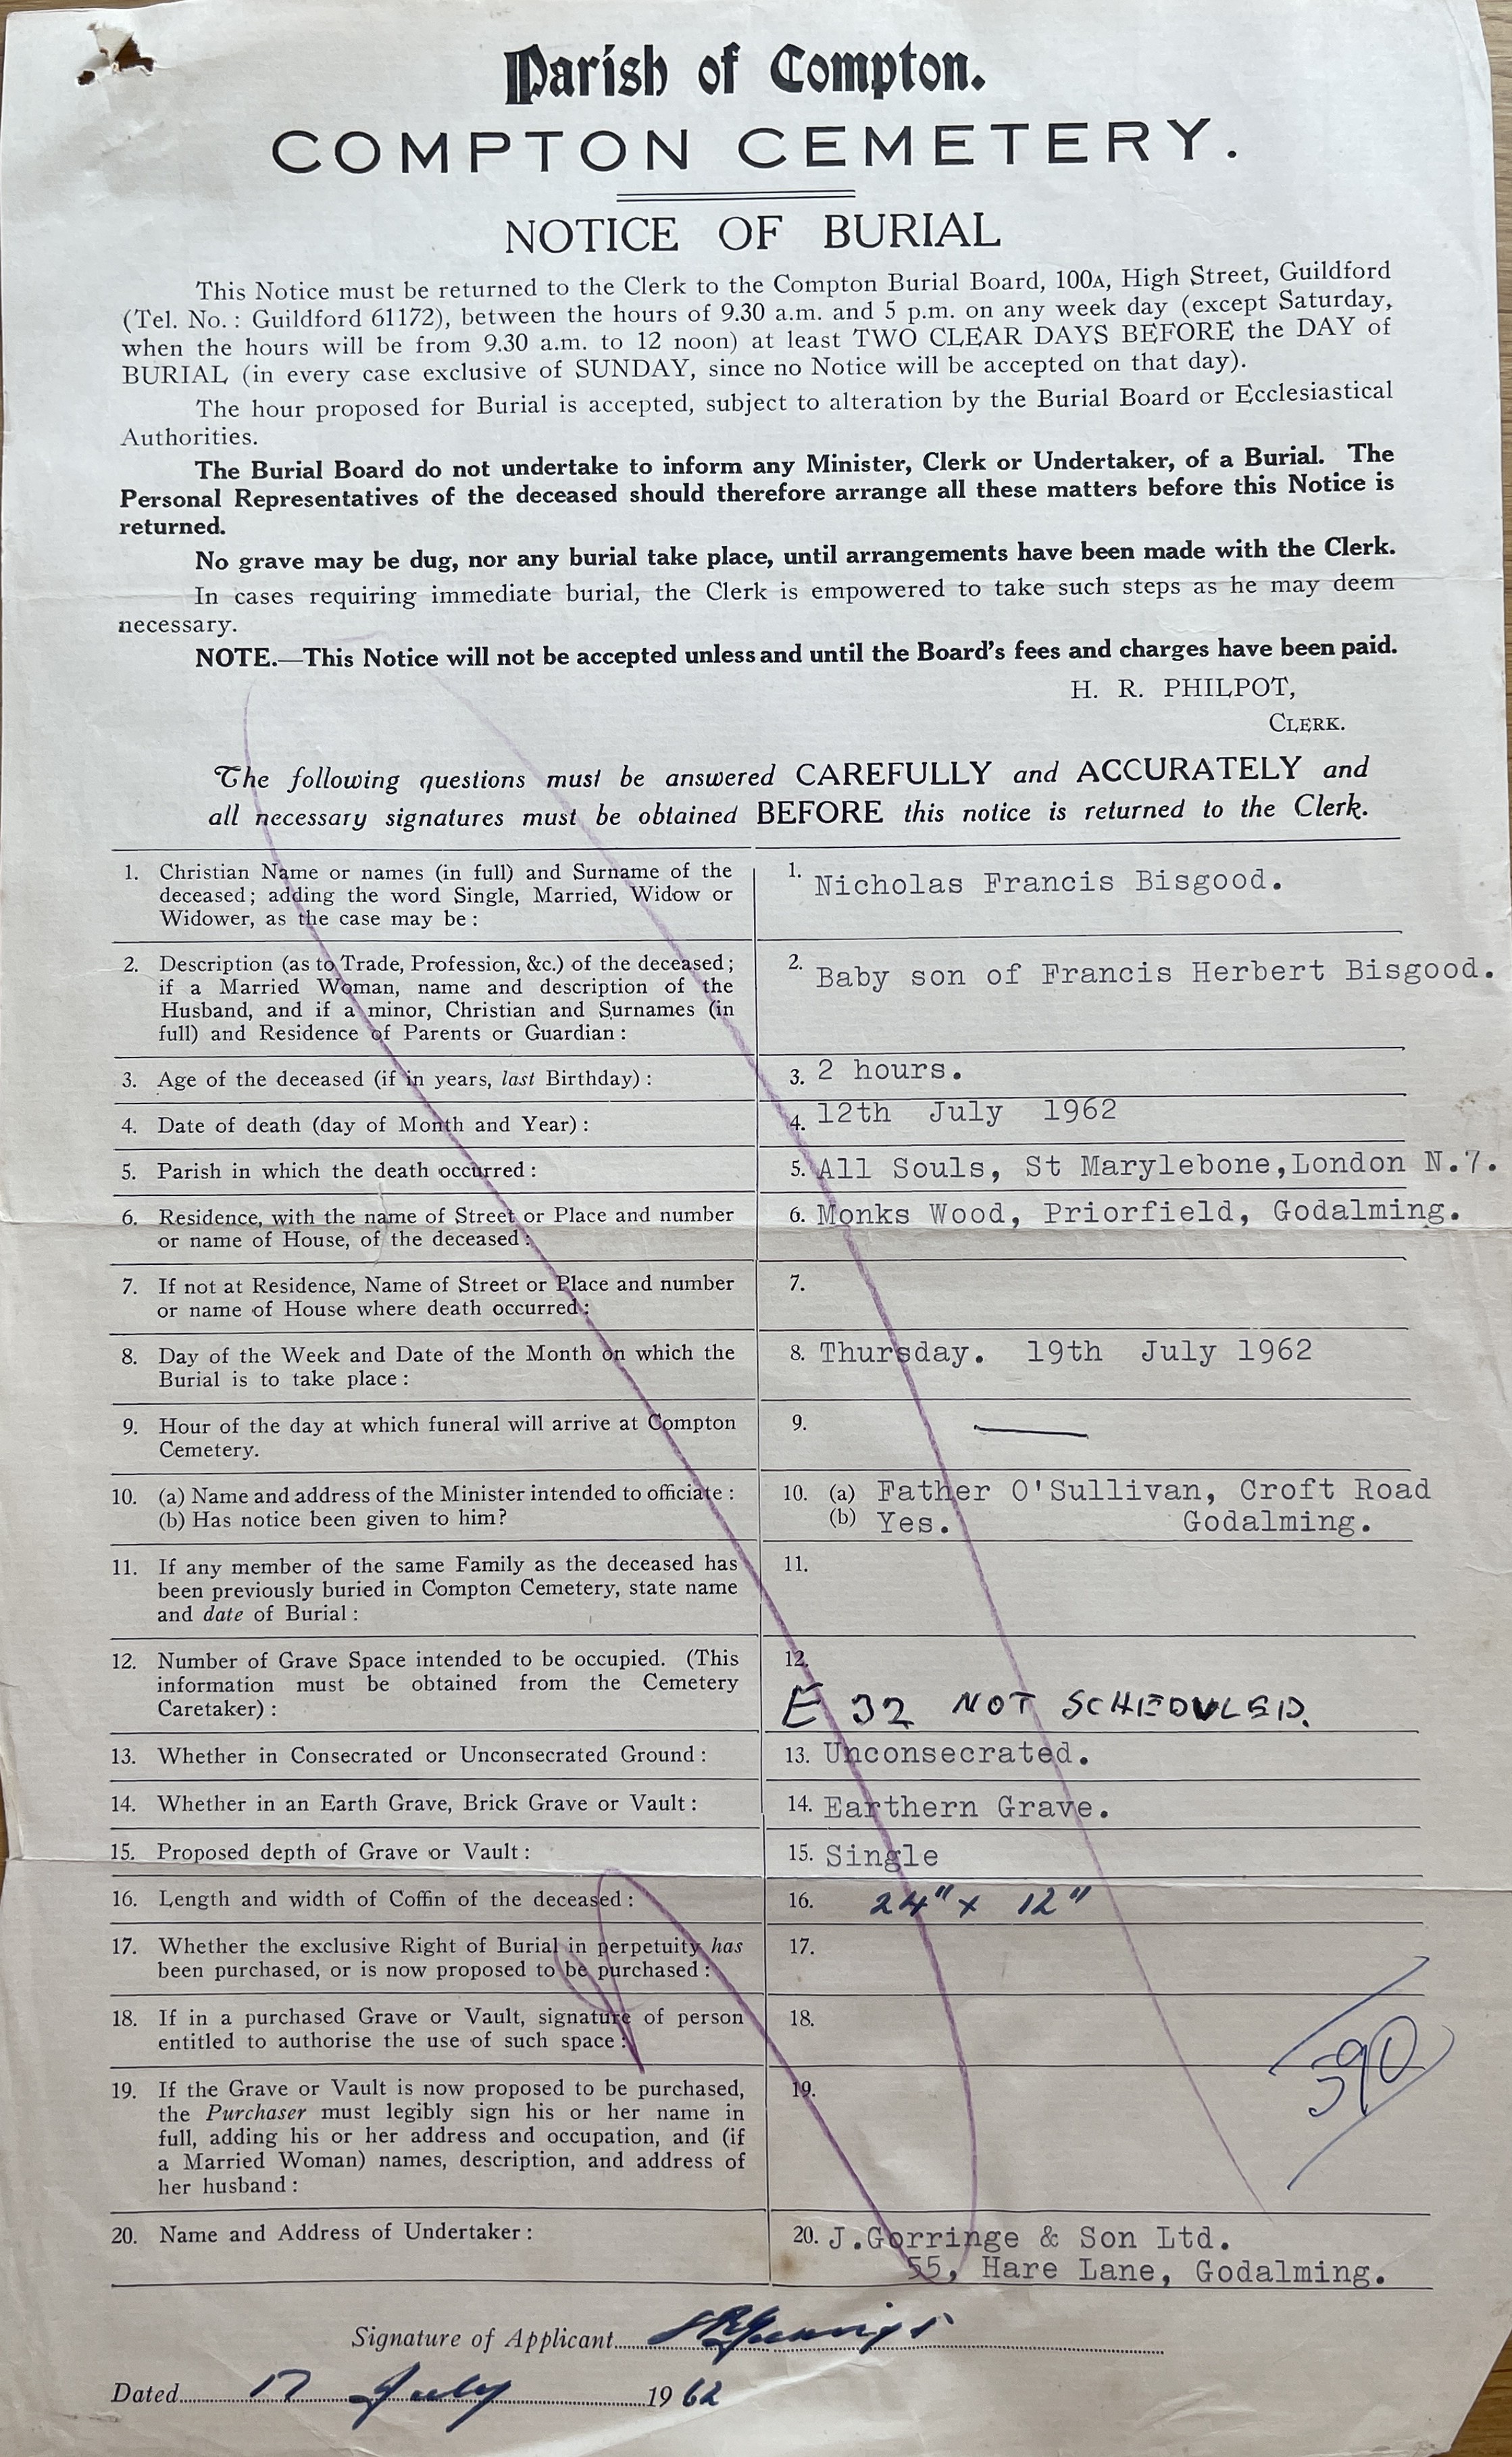 Parish of Compton.
COMPTON CEMETERY.
NOTICE OF BURIAL
This Notice must be returned to the Clerk to the Compton Burial Board, 100A, High Street, Guildford
(Tel. No.: Guildford 61172), between the hours of 9.30 a.m. and 5 p.m. on any week day (except Saturday,
when the hours will be from 9.30 a.m. to 12 noon) at least TWO CLEAR DAYS BEFORE the DAY of
BURIAL (in every case exclusive of SUNDAY, since no Notice will be accepted on that day).
The hour proposed for Burial is accepted, subject to alteration by the Burial Board or Ecclesiastical
Authorities.
The Burial Board do not undertake to inform any Minister, Clerk or Undertaker, of a Burial. The
Personal Representatives of the deceased should therefore arrange all these matters before this Notice is
returned.
No grave may be dug, nor any burial take place, until arrangements have been made with the Clerk.
In cases requiring immediate burial, the Clerk is empowered to take such steps as he may deem
necessary.
NOTE.—This Notice will not be accepted unless and until the Board's fees and charges have been paid.
H. R. PHILPOT,
CLERK.
The following questions must be answered CAREFULLY and ACCURATELY and
all necessary signatures must be obtained BEFORE this notice is returned to the Clerk.
1. Christian Name or names (in full) and Surname of the
deceased; adding the word Single, Married, Widow or
Widower, as the case may be:
1. Nicholas Francis Bisgood.
2. Description (as to Trade, Profession, &c.) of the deceased;
if a Married Woman, name and description of the
Husband, and if a minor, Christian and Surnames (in
full) and Residence of Parents or Guardian:
2. Baby son of Francis Herbert Bisgood.
3. Age of the deceased (if in years, last Birthday):
3. 2 hours.
4. Date of death (day of Month and Year):
4. 12th July 1962
5. Parish in which the death occurred:
5. All Souls, St Marylebone,London N.7.
6. Residence, with the name of Street or Place and number
or name of House, of the deceased:
6. Monks Wood, Priorfield, Godalming.
7. If not at Residence, Name of Street or Place and number
or name of House where death occurred:
7.
8. Day of the Week and Date of the Month on which the
Burial is to take place:
8. Thursday. 19th July 1962
9. Hour of the day at which funeral will arrive at Compton
Cemetery.
9. —
10. (a) Name and address of the Minister intended to officiate:
(b) Has notice been given to him?
10. (a) Father O'Sullivan, Croft Road
(b) Yes. Godalming.
11. If any member of the same Family as the deceased has
been previously buried in Compton Cemetery, state name
and date of Burial:
11.
12. Number of Grave Space intended to be occupied. (This
information must be obtained from the Cemetery
Caretaker):
12.
E 32 NOT SCHEDULED.
13. Whether in Consecrated or Unconsecrated Ground:
13. Unconsecrated.
14. Whether in an Earth Grave, Brick Grave or Vault:
14. Earthern Grave.
15. Proposed depth of Grave or Vault:
15. Single
16. Length and width of Coffin of the deceased:
16. 24" x 12"
17. Whether the exclusive Right of Burial in perpetuity has
been purchased, or is now proposed to be purchased:
17.
18. If in a purchased Grave or Vault, signature of person
entitled to authorise the use of such space:
18.
590
19. If the Grave or Vault is now proposed to be purchased,
the Purchaser must legibly sign his or her name in
full, adding his or her address and occupation, and (if
a Married Woman) names, description, and address of
her husband:
19.
20. Name and Address of Undertaker:
20. J.Gorringe & Son Ltd.
55, Hare Lane, Godalming.
Signature of Applicant
Dated 17 July 1962